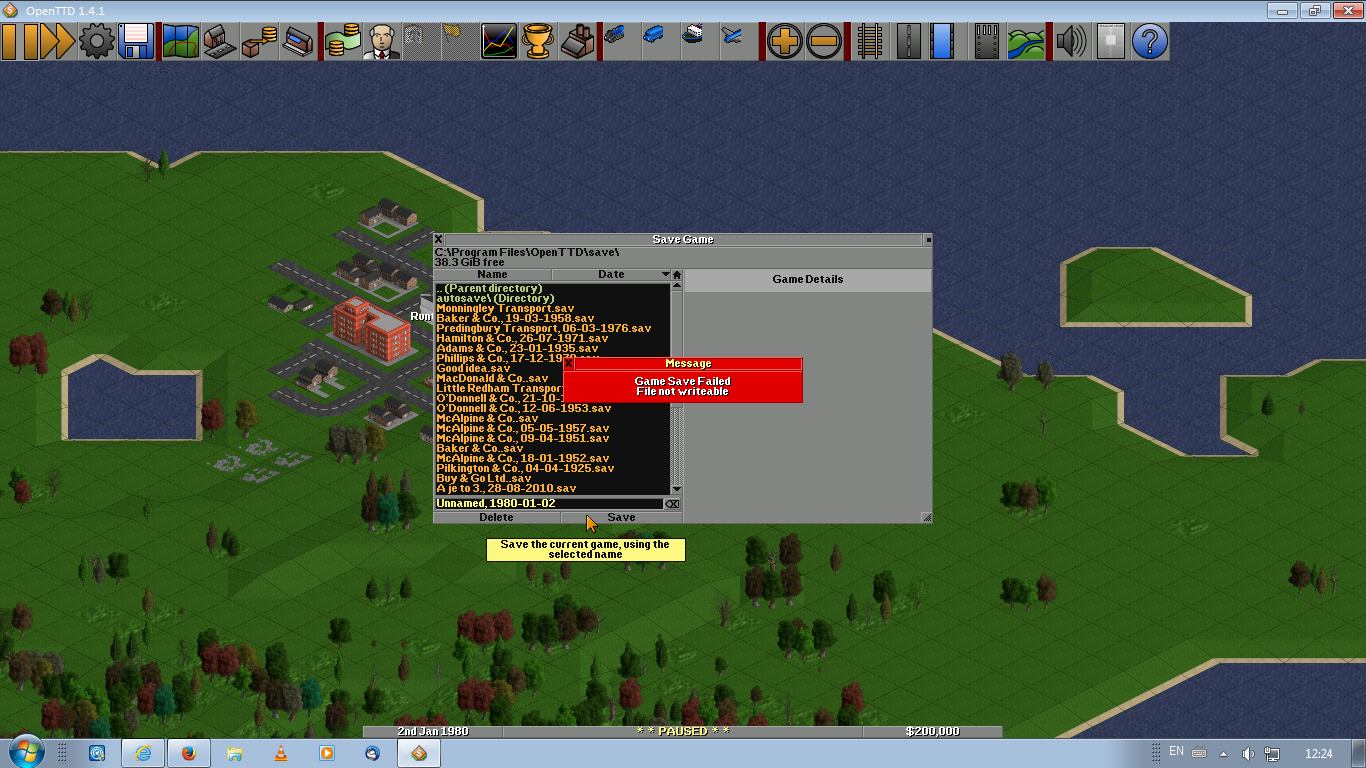 OpenTTD 1.4.1
Save Game
C:\Program Files\OpenTTD\save\
38.3 GiB free
Name
Date
Game Details
.. (Parent directory)
autosave\ (Directory)
Monningley Transport.sav
Baker & Co., 19-03-1958.sav
Predingbury Transport, 06-03-1976.sav
Hamilton & Co., 26-07-1971.sav
Adams & Co., 23-01-1935.sav
Phillips & Co., 17-12-1979.sav
Good idea.sav
MacDonald & Co..sav
Little Redham Transport
O'Donnell & Co., 21-10-1
O'Donnell & Co., 12-06-1953.sav
McAlpine & Co..sav
McAlpine & Co., 05-05-1957.sav
McAlpine & Co., 09-04-1951.sav
Baker & Co..sav
McAlpine & Co., 18-01-1952.sav
Pilkington & Co., 04-04-1925.sav
Buy & Go Ltd..sav
A je to 3., 28-08-2010.sav
Message
Game Save Failed
File not writeable
Unnamed, 1980-01-02
Delete
Save
Save the current game, using the
selected name
2nd Jan 1980
* * PAUSED * *
$200,000
EN
12:24